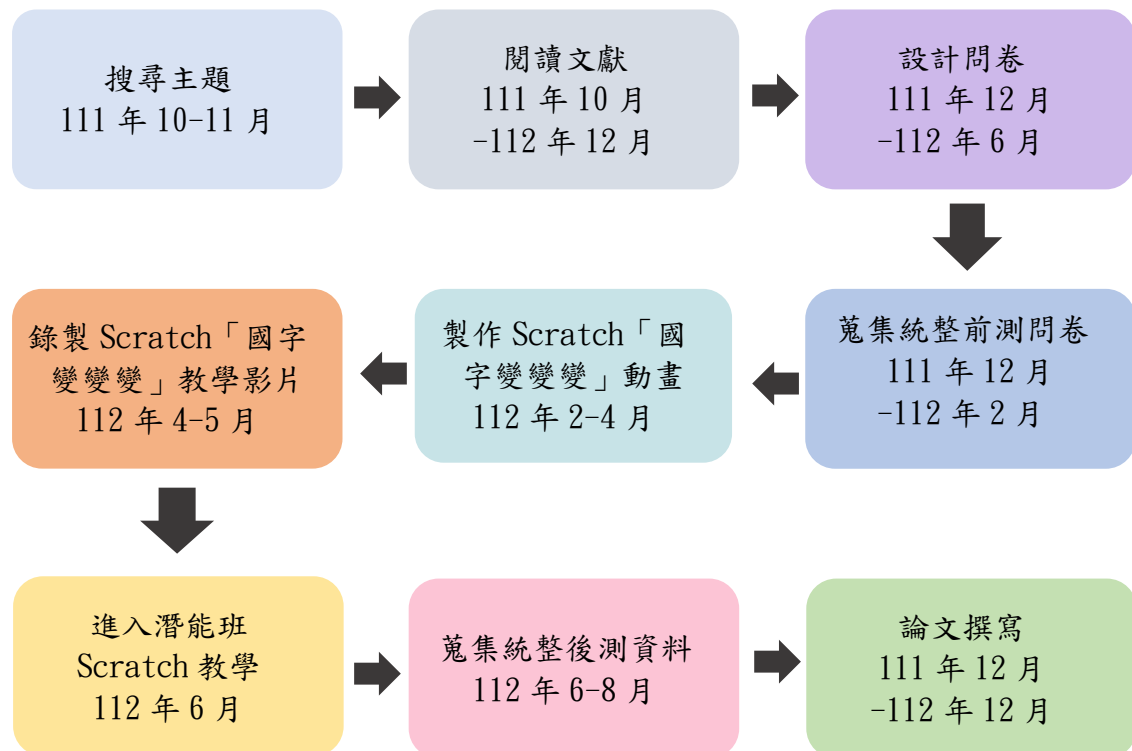 搜尋主題
111 年 10-11 月
閱讀文獻
111 年 10 月
-112 年 12 月
設計問卷
111 年 12 月
-112 年 6 月
蒐集統整前測問卷
111 年 12 月
-112 年 2 月
製作 Scratch「國
字變變變」動畫
112 年 2-4 月
錄製 Scratch「國字
變變變」教學影片
112 年 4-5 月
進入潛能班
Scratch 教學
112 年 6 月
蒐集統整後測資料
112 年 6-8 月
論文撰寫
111 年 12 月
-112 年 12 月